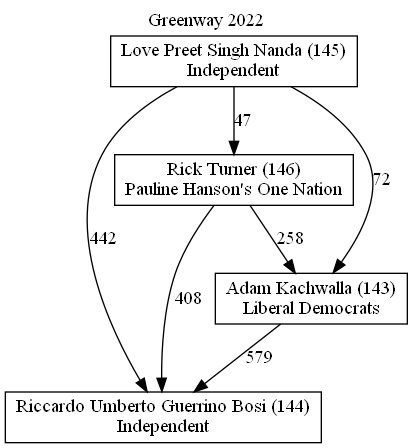 Greenway 2022
Love Preet Singh Nanda (145)
Independent
47
Rick Turner (146)
Pauline Hanson's One Nation
72
442
258
Adam Kachwalla (143)
Liberal Democrats
408
579
Riccardo Umberto Guerrino Bosi (144)
Independent